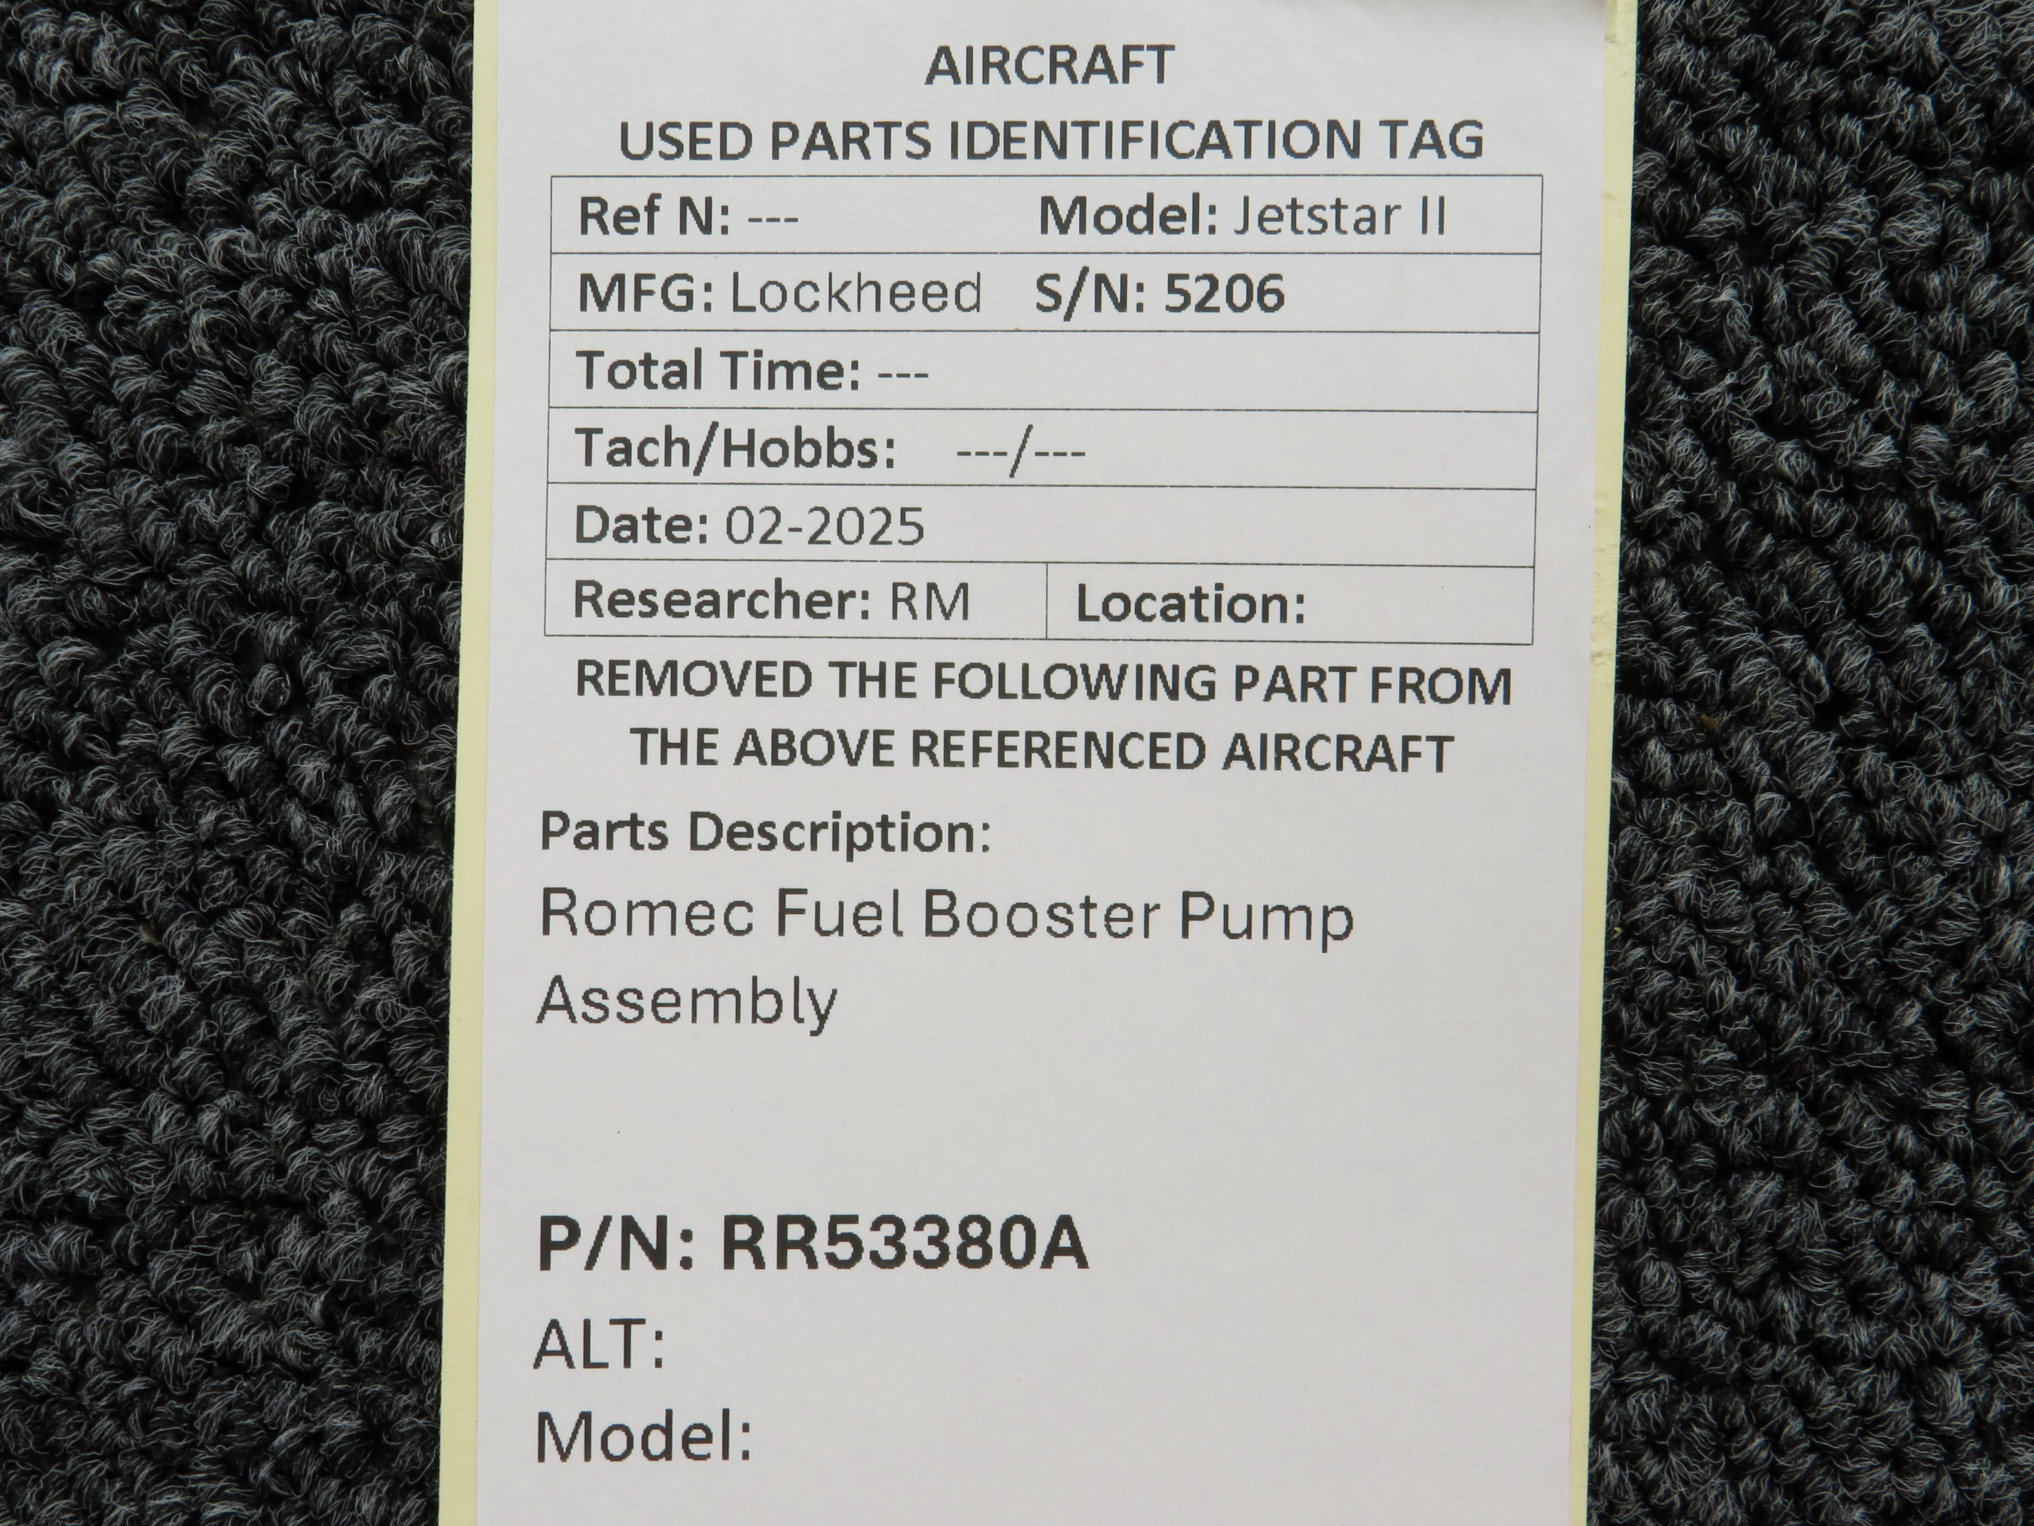 AIRCRAFT
USED PARTS IDENTIFICATION TAG
Ref N: --- Model: Jetstar II
MFG: Lockheed S/N: 5206
Total Time: ---
Tach/Hobbs: ---/---
Date: 02-2025
Researcher: RM Location:
REMOVED THE FOLLOWING PART FROM
THE ABOVE REFERENCED AIRCRAFT
Parts Description:
Romec Fuel Booster Pump
Assembly
P/N: RR53380A
ALT:
Model: